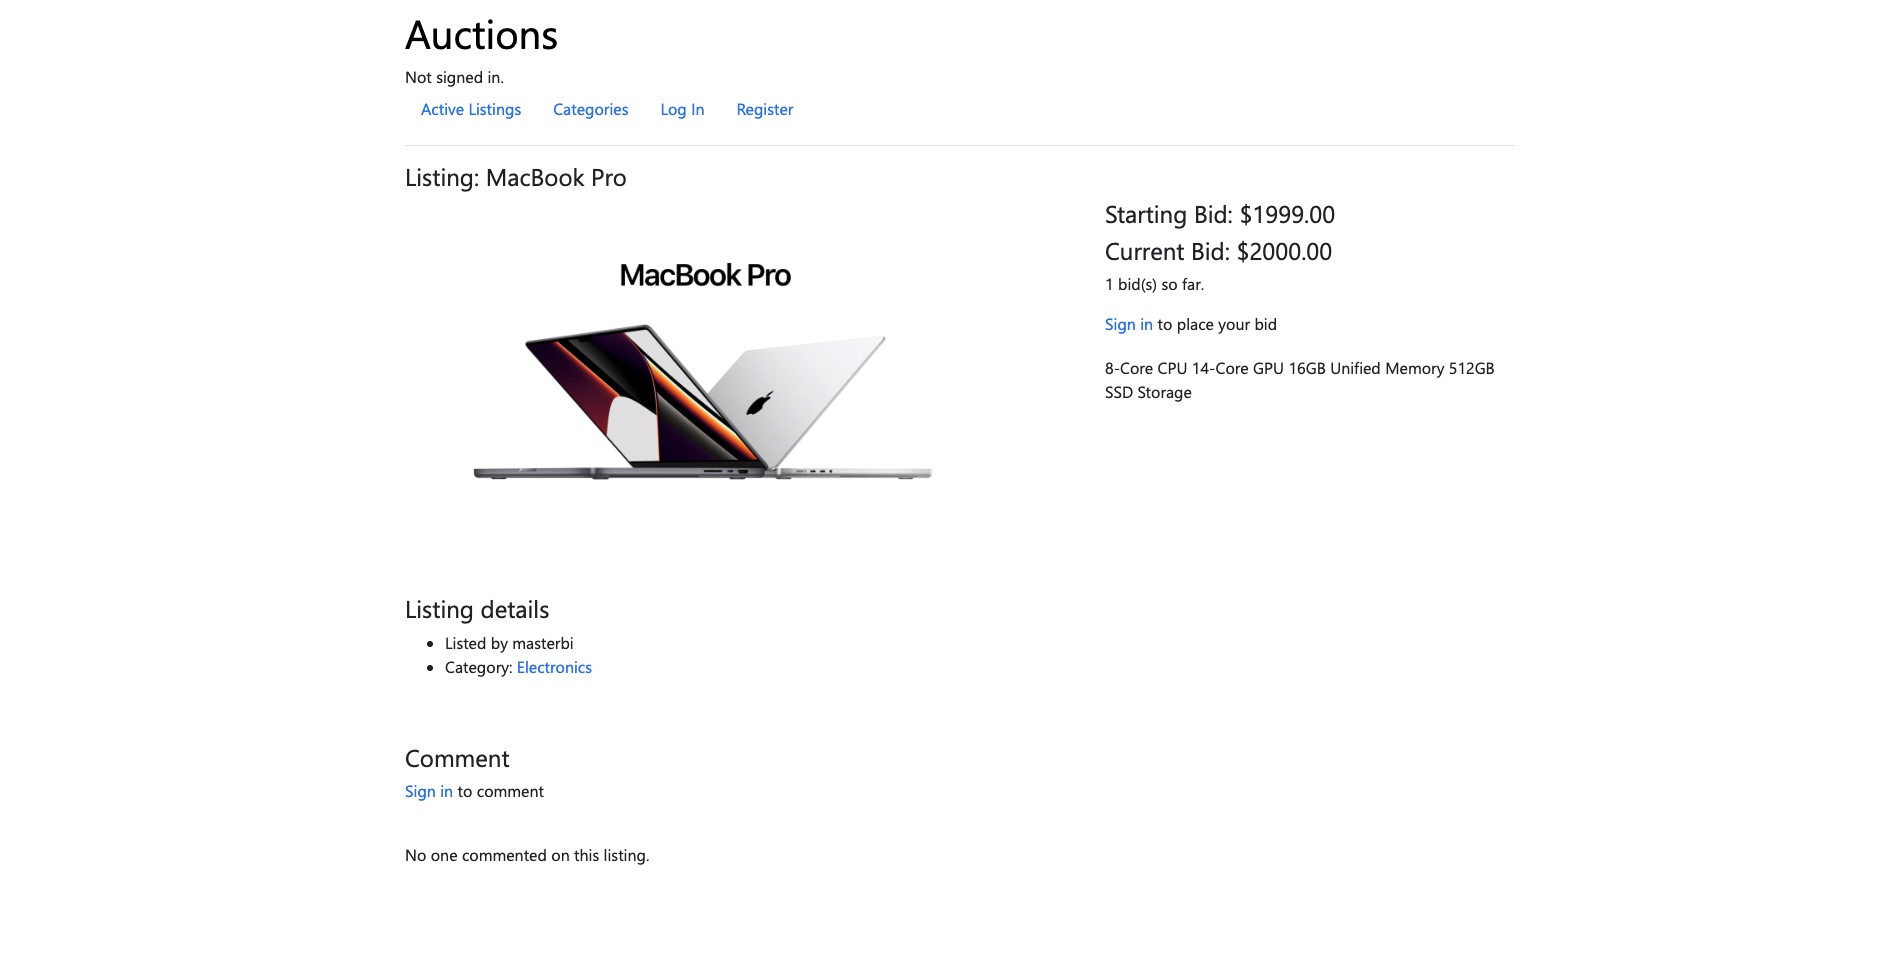 Auctions
Not signed in.
Active Listings Categories Log In Register
Listing: MacBook Pro
MacBook Pro
Starting Bid: $1999.00
Current Bid: $2000.00
1 bid(s) so far.
Sign in to place your bid
8-Core CPU 14-Core GPU 16GB Unified Memory 512GB
SSD Storage
Listing details
Listed by masterbi
Category: Electronics
Comment
Sign in to comment
No one commented on this listing.